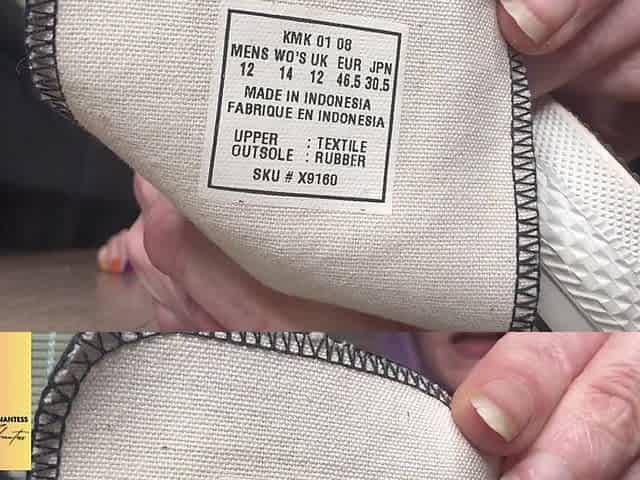 KMK 01 08
MENS WO'S UK EUR JPN
12 14 12 46.5 30.5
MADE IN INDONESIA
FABRIQUE EN INDONESIA
UPPER : TEXTILE
OUTSOLE : RUBBER
SKU # X9160
NANTESS